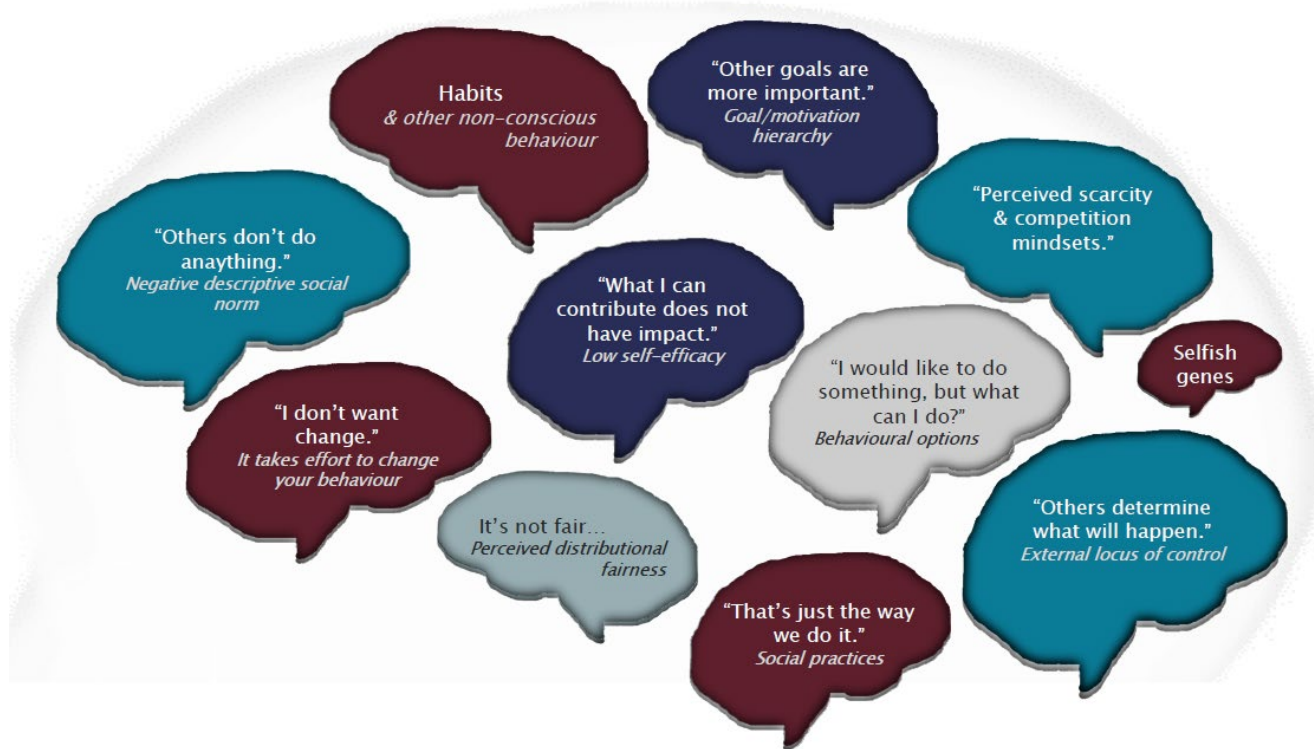 Habits
& other non-conscious
behaviour
“Other goals are
more important.”
Goal/motivation
hierarchy
“Perceived scarcity
& competition
mindsets.”
“Others don’t do
anaything.”
Negative descriptive social
norm
“What I can
contribute does not
have impact.”
Low self-efficacy
“I would like to do
something, but what
can I do?”
Behavioural options
Selfish
genes
“I don’t want
change.”
It takes effort to change
your behaviour
It’s not fair…
Perceived distributional
fairness
“Others determine
what will happen.”
External locus of control
“That’s just the way
we do it.”
Social practices